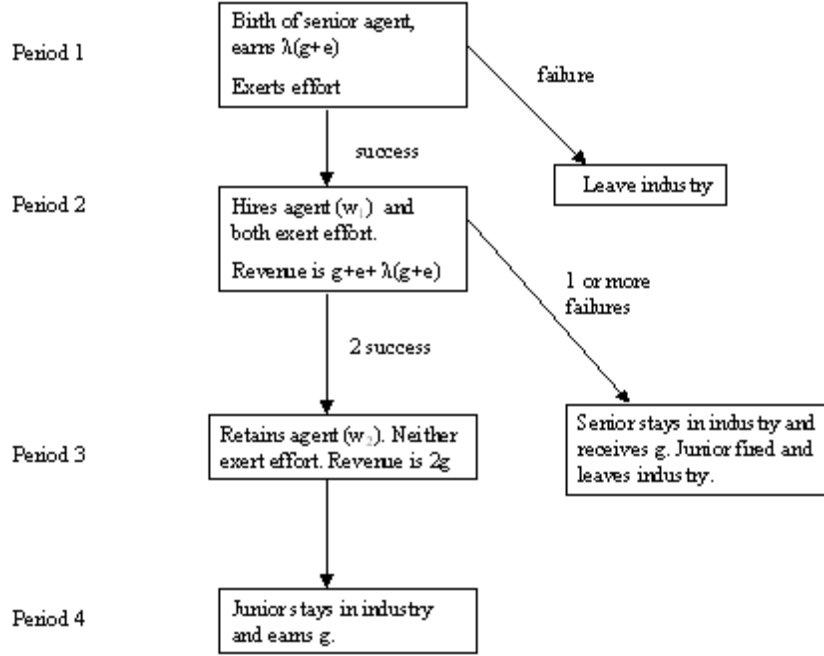 Period 1
Birth of senior agent,
earns λ(g+e)
Exerts effort
failure
success
Leave industry
Period 2
Hires agent (w₁) and
both exert effort.
Revenue is g+e+ λ(g+e)
1 or more
failures
2 success
Period 3
Retains agent (w₂). Neither
exert effort. Revenue is 2g
Senior stays in industry and
receives g. Junior fired and
leaves industry.
Period 4
Junior stays in industry
and earns g.